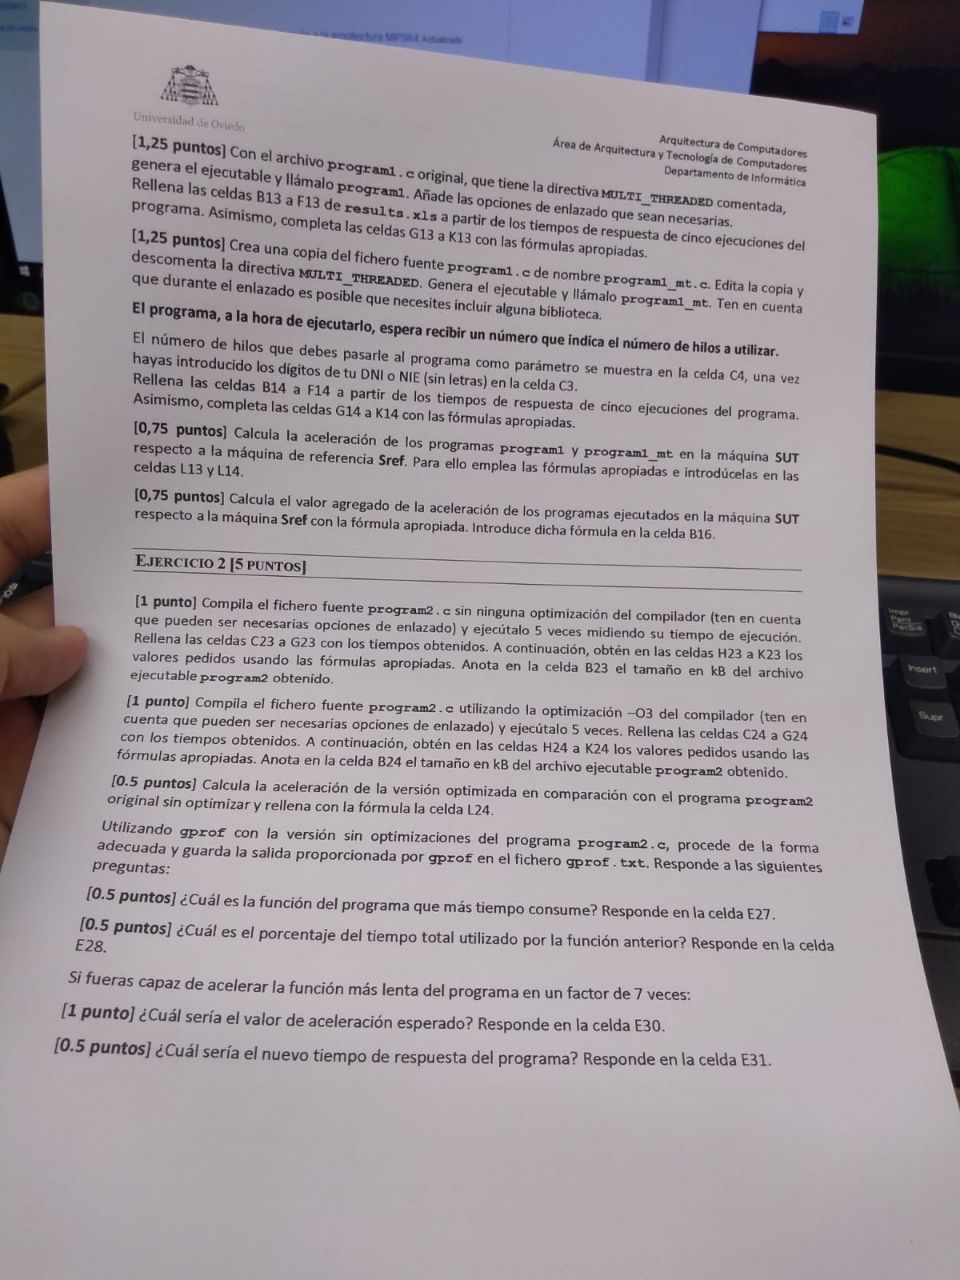 la arquitectura MIPS64 Actualizado
Universidad de Oviedo
Arquitectura de Computadores
Área de Arquitectura y Tecnología de Computadores
Departamento de Informática
[1,25 puntos] Con el archivo program1.c original, que tiene la directiva MULTI_THREADED comentada,
genera el ejecutable y llámalo program1. Añade las opciones de enlazado que sean necesarias.
Rellena las celdas B13 a F13 de results.xls a partir de los tiempos de respuesta de cinco ejecuciones del
programa. Asimismo, completa las celdas G13 a K13 con las fórmulas apropiadas.
[1,25 puntos] Crea una copia del fichero fuente program1.c de nombre program1_mt.c. Edita la copia y
descomenta la directiva MULTI_THREADED. Genera el ejecutable y llámalo program1_mt. Ten en cuenta
que durante el enlazado es posible que necesites incluir alguna biblioteca.
El programa, a la hora de ejecutarlo, espera recibir un número que indica el número de hilos a utilizar.
El número de hilos que debes pasarle al programa como parámetro se muestra en la celda C4, una vez
hayas introducido los dígitos de tu DNI o NIE (sin letras) en la celda C3.
Rellena las celdas B14 a F14 a partir de los tiempos de respuesta de cinco ejecuciones del programa.
Asimismo, completa las celdas G14 a K14 con las fórmulas apropiadas.
[0,75 puntos] Calcula la aceleración de los programas program1 y program1_mt en la máquina SUT
respecto a la máquina de referencia Sref. Para ello emplea las fórmulas apropiadas e introdúcelas en las
celdas L13 y L14.
[0,75 puntos] Calcula el valor agregado de la aceleración de los programas ejecutados en la máquina SUT
respecto a la máquina Sref con la fórmula apropiada. Introduce dicha fórmula en la celda B16.
EJERCICIO 2 [5 PUNTOS]
[1 punto] Compila el fichero fuente program2.c sin ninguna optimización del compilador (ten en cuenta
que pueden ser necesarias opciones de enlazado) y ejecútalo 5 veces midiendo su tiempo de ejecución.
Rellena las celdas C23 a G23 con los tiempos obtenidos. A continuación, obtén en las celdas H23 a K23 los
valores pedidos usando las fórmulas apropiadas. Anota en la celda B23 el tamaño en kB del archivo
ejecutable program2 obtenido.
[1 punto] Compila el fichero fuente program2.c utilizando la optimización –O3 del compilador (ten en
cuenta que pueden ser necesarias opciones de enlazado) y ejecútalo 5 veces. Rellena las celdas C24 a G24
con los tiempos obtenidos. A continuación, obtén en las celdas H24 a K24 los valores pedidos usando las
fórmulas apropiadas. Anota en la celda B24 el tamaño en kB del archivo ejecutable program2 obtenido.
[0.5 puntos] Calcula la aceleración de la versión optimizada en comparación con el programa program2
original sin optimizar y rellena con la fórmula la celda L24.
Utilizando gprof con la versión sin optimizaciones del programa program2.c, procede de la forma
adecuada y guarda la salida proporcionada por gprof en el fichero gprof.txt. Responde a las siguientes
preguntas:
[0.5 puntos] ¿Cuál es la función del programa que más tiempo consume? Responde en la celda E27.
[0.5 puntos] ¿Cuál es el porcentaje del tiempo total utilizado por la función anterior? Responde en la celda
E28.
Si fueras capaz de acelerar la función más lenta del programa en un factor de 7 veces:
[1 punto] ¿Cuál sería el valor de aceleración esperado? Responde en la celda E30.
[0.5 puntos] ¿Cuál sería el nuevo tiempo de respuesta del programa? Responde en la celda E31.
Impr
Pant
PetSis
Insert
Supr